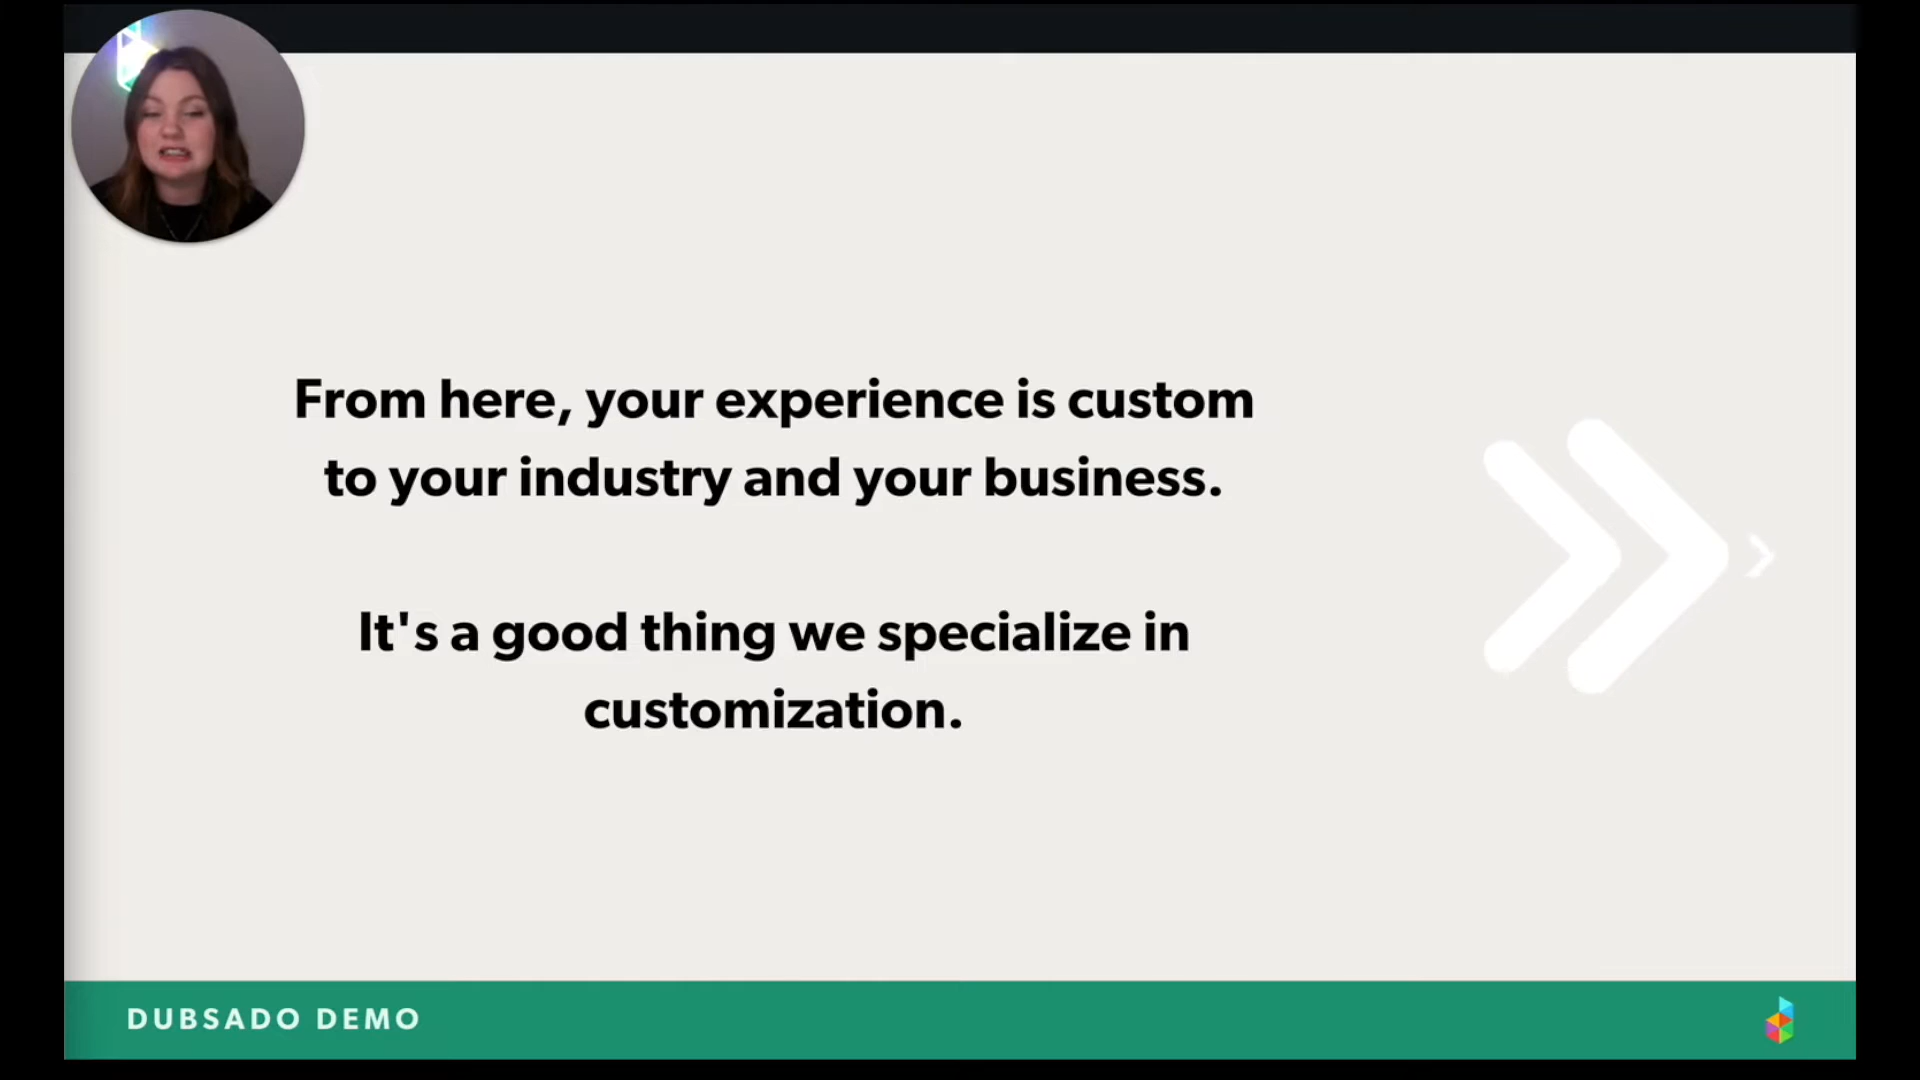 From here, your experience is custom
to your industry and your business.
It's a good thing we specialize in
customization.
DUBSADO DEMO